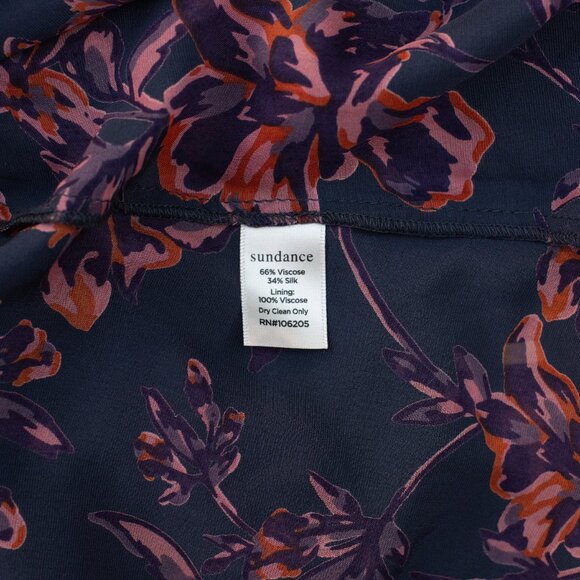 sundance
66% Viscose
34% Silk
Lining:
100% Viscose
Dry Clean Only
RN#106205